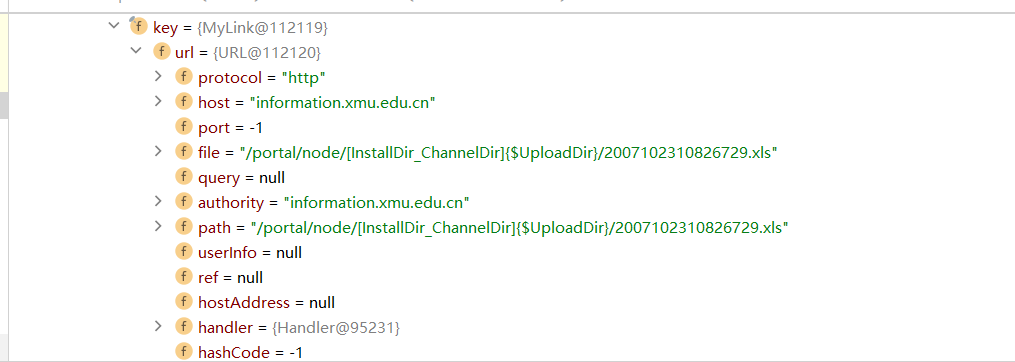 f key = {MyLink@112119}
f url = {URL@112120}
f protocol = "http"
f host = "information.xmu.edu.cn"
f port = -1
f file = "/portal/node/[InstallDir_ChannelDir]{$UploadDir}/2007102310826729.xls"
f query = null
f authority = "information.xmu.edu.cn"
f path = "/portal/node/[InstallDir_ChannelDir]{$UploadDir}/2007102310826729.xls"
f userInfo = null
f ref = null
f hostAddress = null
f handler = {Handler@95231}
f hashCode = -1